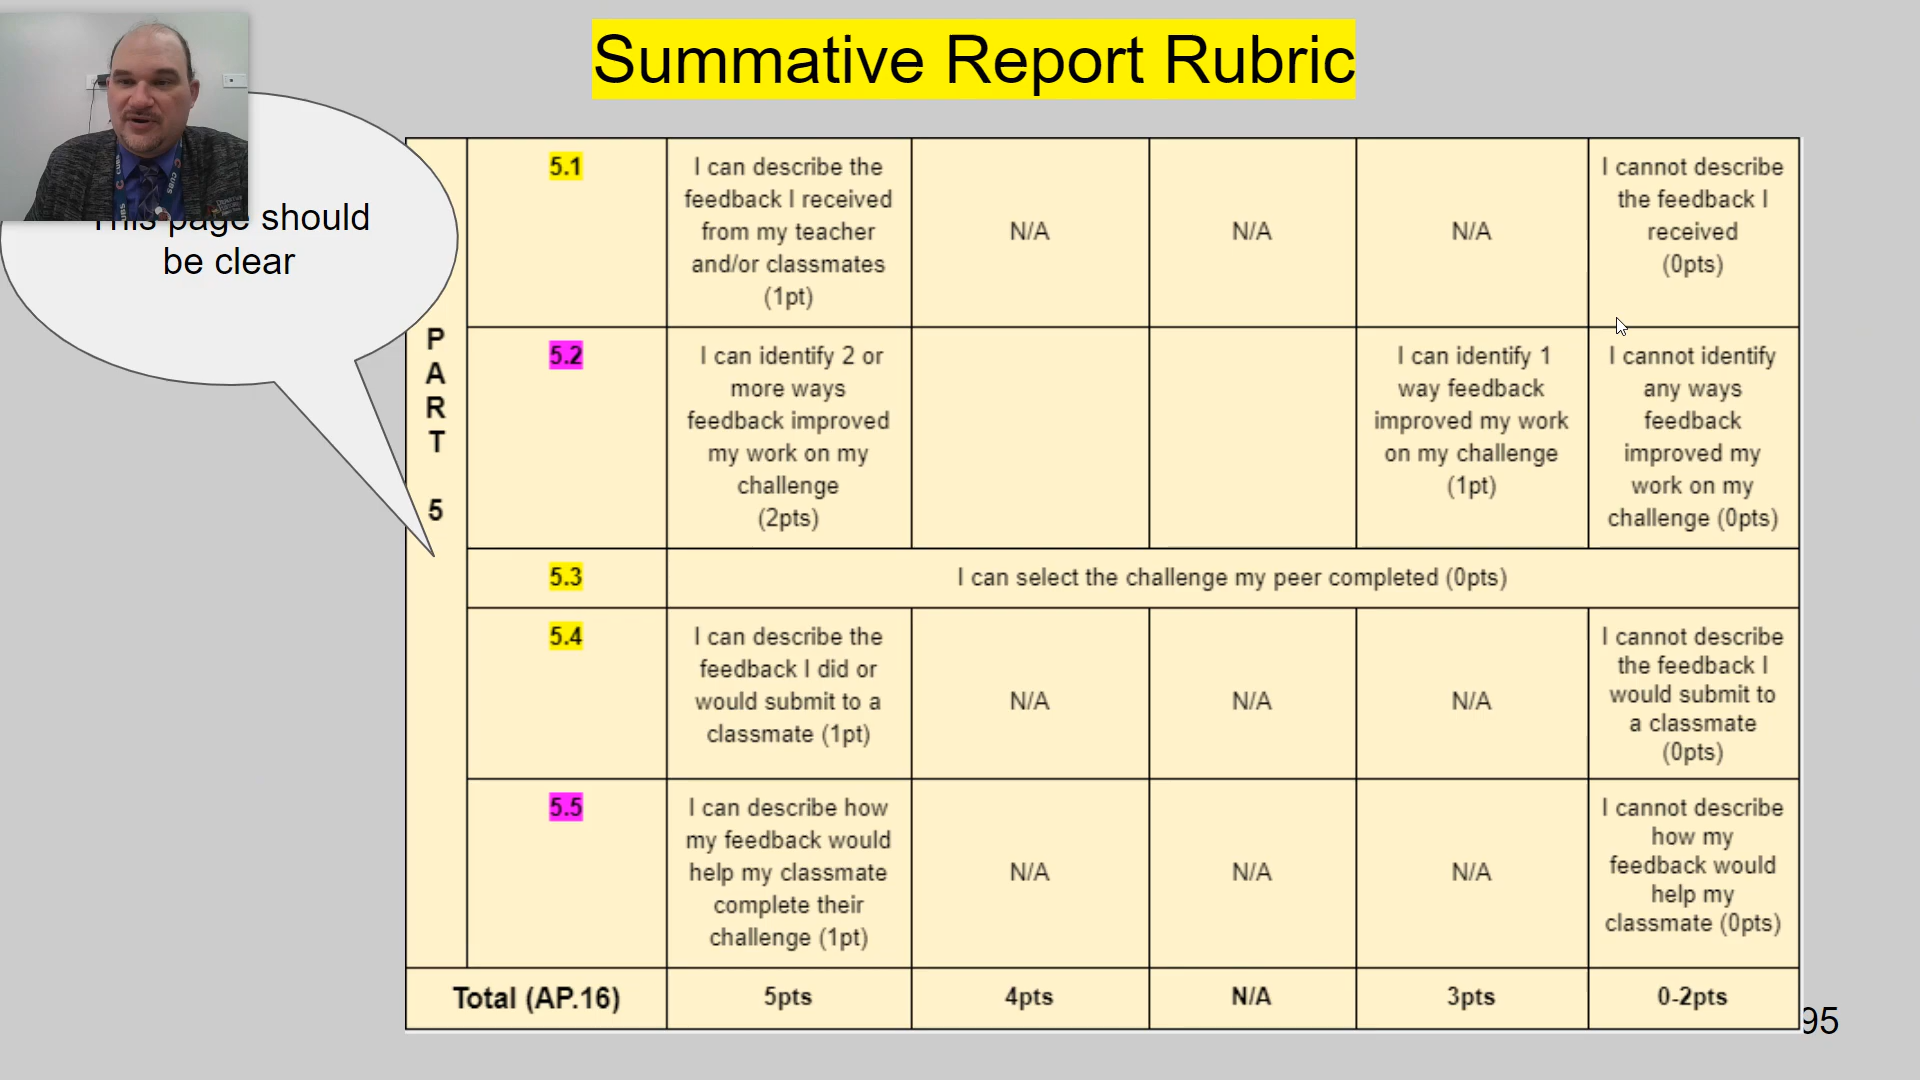 Summative Report Rubric
This page should
be clear
PART 5
5.1
I can describe the
feedback I received
from my teacher
and/or classmates
(1pt)
N/A
N/A
N/A
I cannot describe
the feedback I
received
(0pts)
5.2
I can identify 2 or
more ways
feedback improved
my work on my
challenge
(2pts)
I can identify 1
way feedback
improved my work
on my challenge
(1pt)
I cannot identify
any ways
feedback
improved my
work on my
challenge (0pts)
5.3
I can select the challenge my peer completed (0pts)
5.4
I can describe the
feedback I did or
would submit to a
classmate (1pt)
N/A
N/A
N/A
I cannot describe
the feedback I
would submit to
a classmate
(0pts)
5.5
I can describe how
my feedback would
help my classmate
complete their
challenge (1pt)
N/A
N/A
N/A
I cannot describe
how my
feedback would
help my
classmate (0pts)
Total (AP.16)
5pts
4pts
N/A
3pts
0-2pts
95
CUBS
CUBS